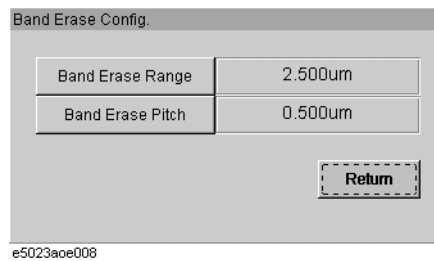 Band Erase Config.
Band Erase Range 2.500um
Band Erase Pitch 0.500um
Return
e5023aoe008